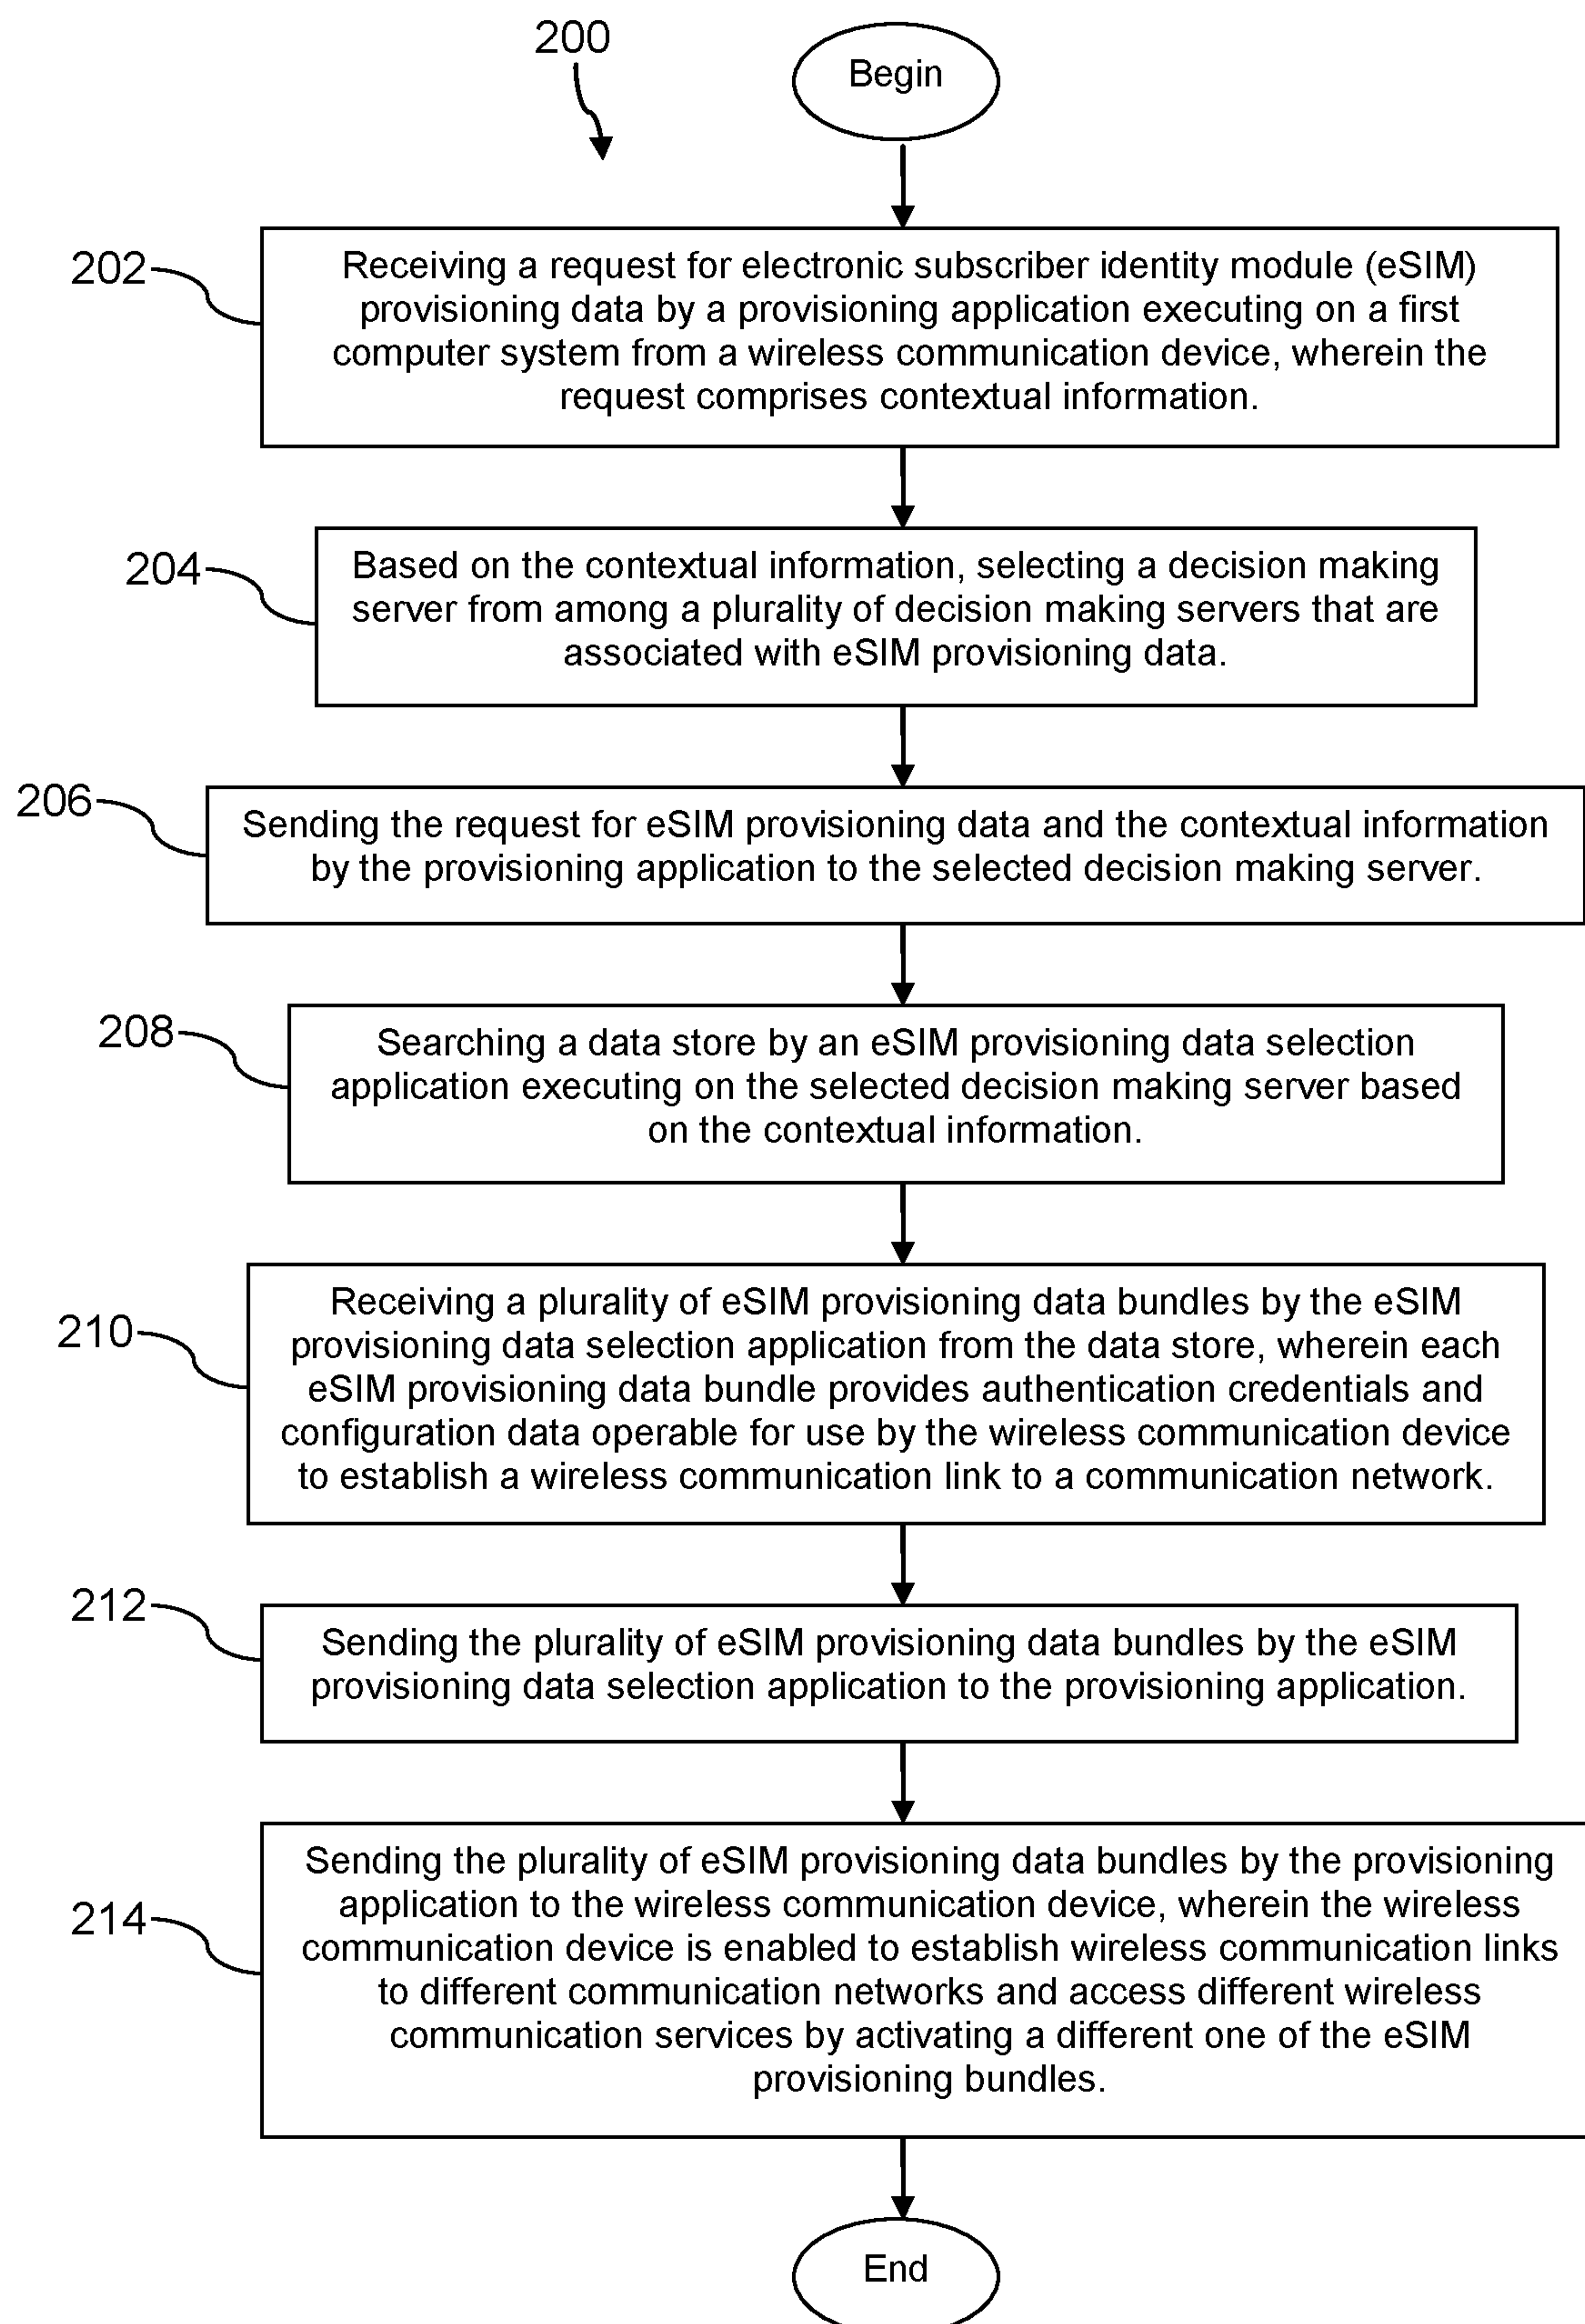 200
Begin
202
Receiving a request for electronic subscriber identity module (eSIM)
provisioning data by a provisioning application executing on a first
computer system from a wireless communication device, wherein the
request comprises contextual information.
204
Based on the contextual information, selecting a decision making
server from among a plurality of decision making servers that are
associated with eSIM provisioning data.
206
Sending the request for eSIM provisioning data and the contextual information
by the provisioning application to the selected decision making server.
208
Searching a data store by an eSIM provisioning data selection
application executing on the selected decision making server based
on the contextual information.
210
Receiving a plurality of eSIM provisioning data bundles by the eSIM
provisioning data selection application from the data store, wherein each
eSIM provisioning data bundle provides authentication credentials and
configuration data operable for use by the wireless communication device
to establish a wireless communication link to a communication network.
212
Sending the plurality of eSIM provisioning data bundles by the eSIM
provisioning data selection application to the provisioning application.
214
Sending the plurality of eSIM provisioning data bundles by the provisioning
application to the wireless communication device, wherein the wireless
communication device is enabled to establish wireless communication links
to different communication networks and access different wireless
communication services by activating a different one of the eSIM
provisioning bundles.
End